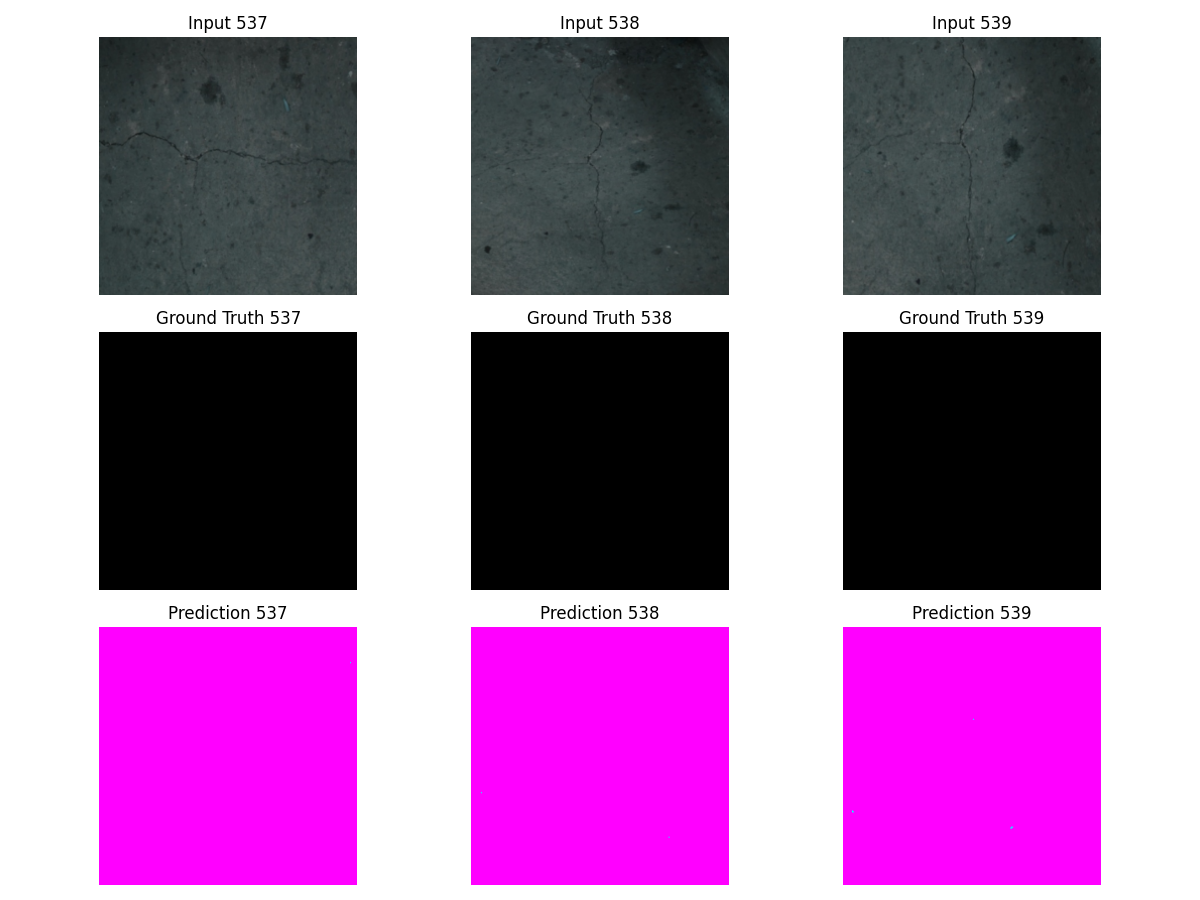 Input 537
Input 538
Input 539
Ground Truth 537
Ground Truth 538
Ground Truth 539
Prediction 537
Prediction 538
Prediction 539